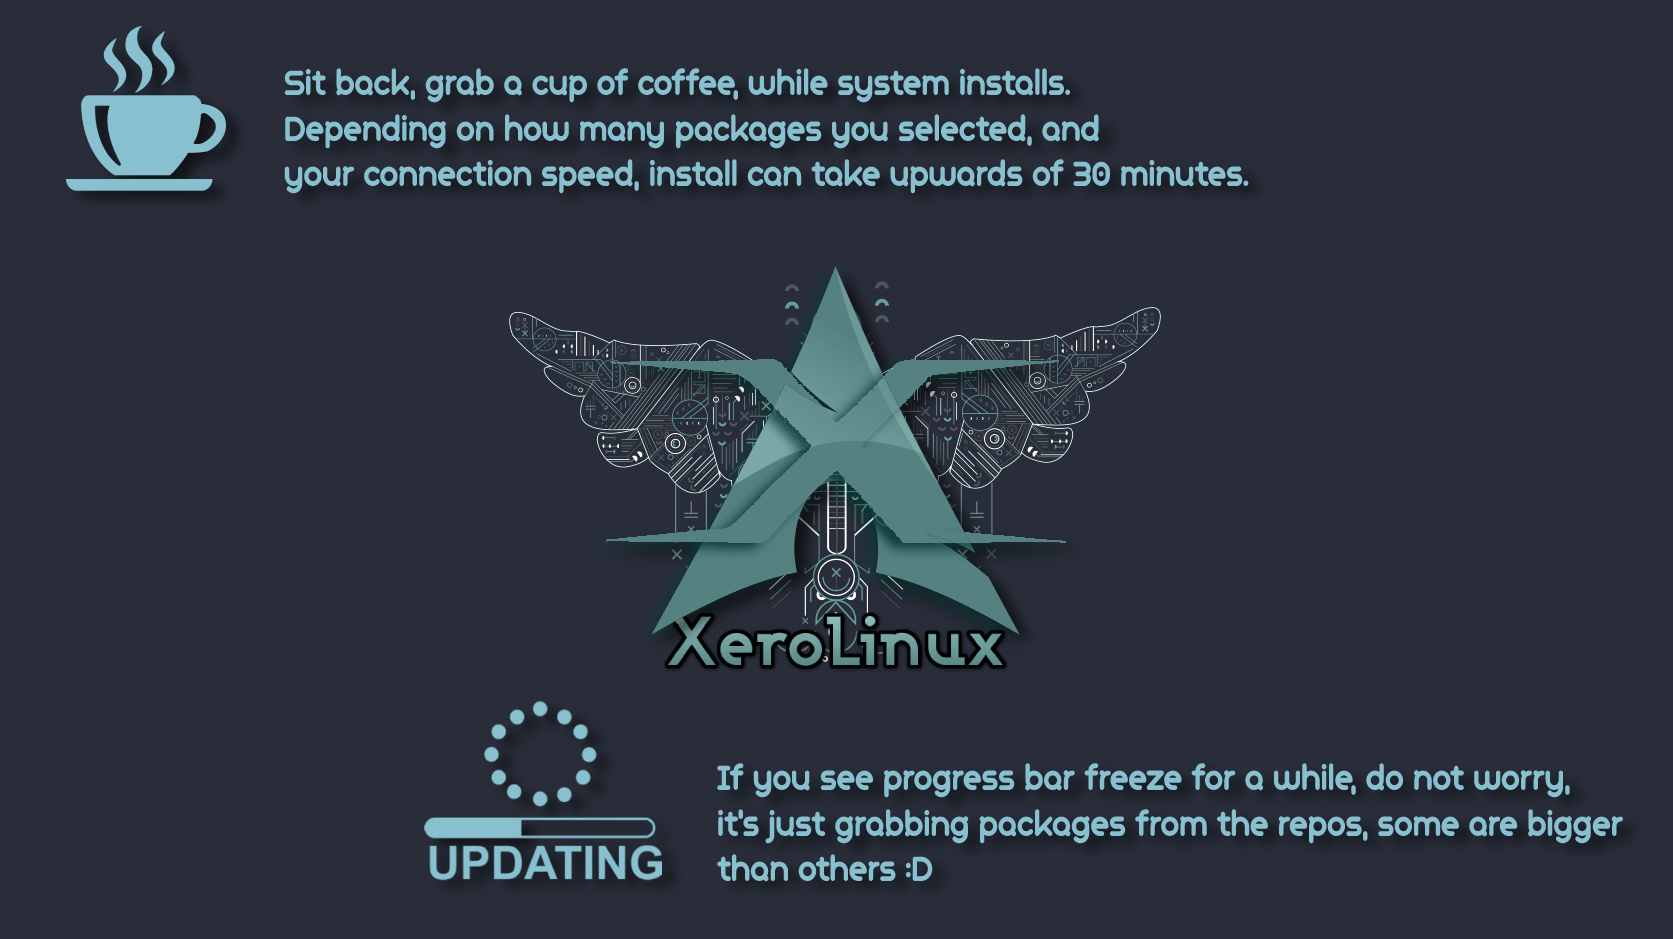 Sit back, grab a cup of coffee, while system installs.
Depending on how many packages you selected, and
your connection speed, install can take upwards of 30 minutes.
XeroLinux
UPDATING
If you see progress bar freeze for a while, do not worry,
it's just grabbing packages from the repos, some are bigger
than others :D